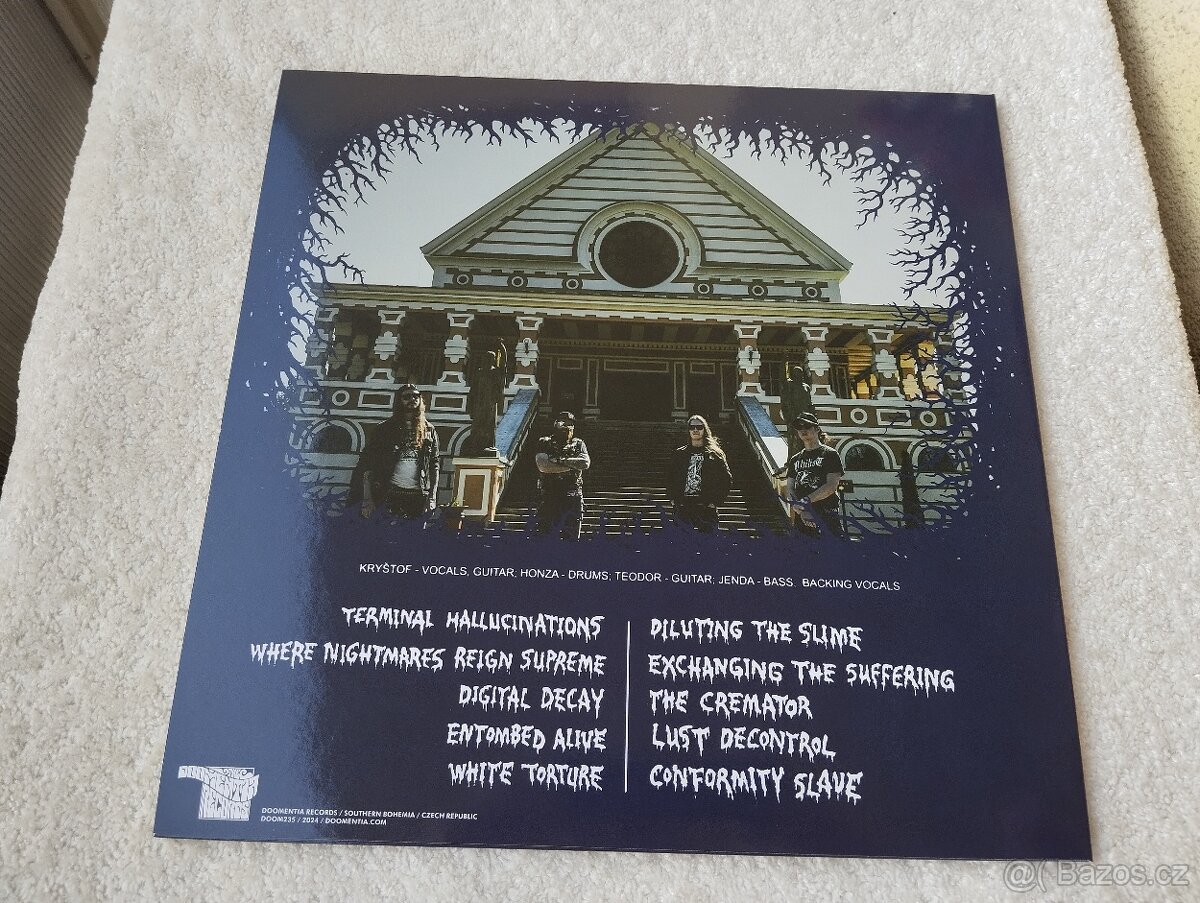 KRYŠTOF - VOCALS, GUITAR; HONZA - DRUMS; TEODOR - GUITAR; JENDA - BASS, BACKING VOCALS
TERMINAL HALLUCINATIONS
WHERE NIGHTMARES REIGN SUPREME
DIGITAL DECAY
ENTOMBED ALIVE
WHITE TORTURE
DILUTING THE SLIME
EXCHANGING THE SUFFERING
THE CREMATOR
LUST DECONTROL
CONFORMITY SLAVE
DOOMENTIA RECORDS
DOOMENTIA RECORDS / SOUTHERN BOHEMIA / CZECH REPUBLIC
DOOM235 / 2024 / DOOMENTIA.COM
@( Bazos.cz